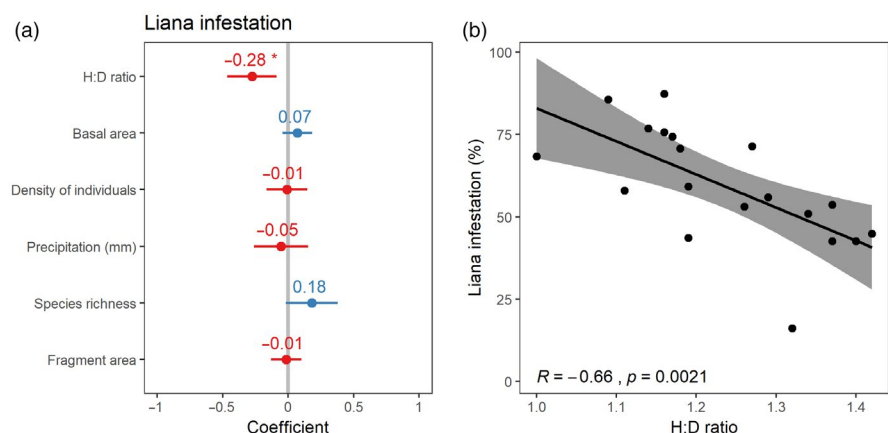 (a)
Liana infestation
H:D ratio
Basal area
Density of individuals
Precipitation (mm)
Species richness
Fragment area
−0.28 *
0.07
−0.01
−0.05
0.18
−0.01
−1
−0.5
0
0.5
1
Coefficient
(b)
Liana infestation (%)
100
75
50
25
0
R = −0.66 , p = 0.0021
1.0
1.1
1.2
1.3
1.4
H:D ratio